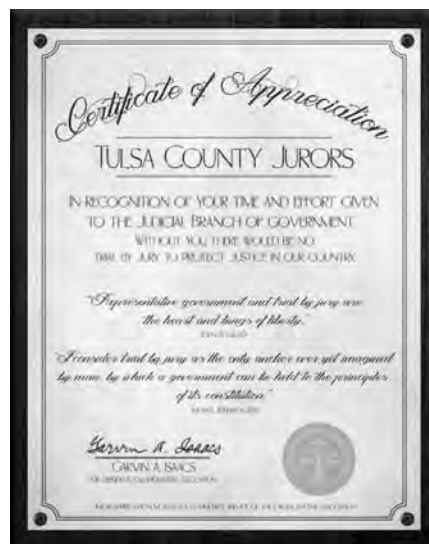 Certificate of Appreciation
TULSA COUNTY JURORS
IN RECOGNITION OF YOUR TIME AND EFFORT GIVEN
TO THE JUDICIAL BRANCH OF GOVERNMENT.
WITHOUT YOU THERE WOULD BE NO
TRIAL BY JURY TO PROTECT JUSTICE IN OUR COUNTRY.
"Representative government and trial by jury are
the heart and lungs of liberty.
"I consider trial by jury as the only anchor ever yet imagined
by man, by which a government can be held to the principles
of its constitution."
Garvin A. Isaacs
GARVIN A. ISAACS